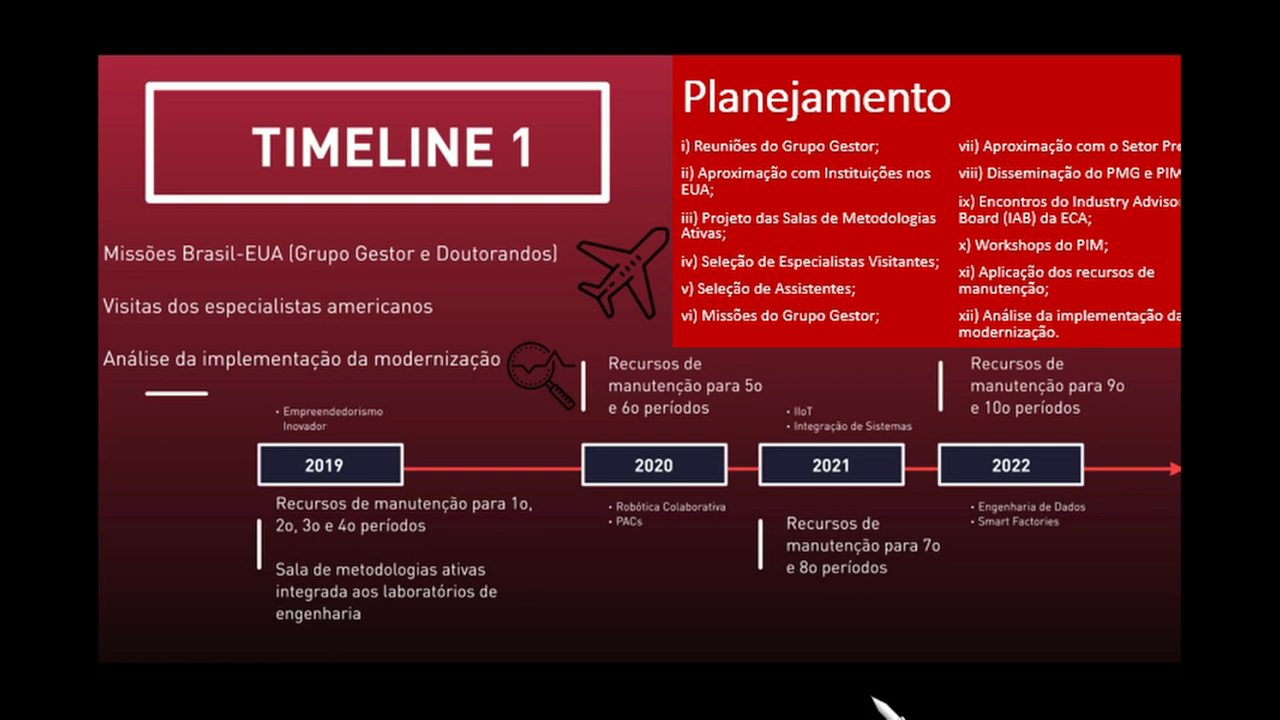 TIMELINE 1
Missões Brasil-EUA (Grupo Gestor e Doutorandos)
Visitas dos especialistas americanos
Análise da implementação da modernização
Planejamento
i) Reuniões do Grupo Gestor;
ii) Aproximação com Instituições nos
EUA;
iii) Projeto das Salas de Metodologias
Ativas;
iv) Seleção de Especialistas Visitantes;
v) Seleção de Assistentes;
vi) Missões do Grupo Gestor;
vii) Aproximação com o Setor
viii) Disseminação do PMG e
ix) Encontros do Industry
Board (IAB) da ECA;
x) Workshops do PIM;
xi) Aplicação dos recursos de
manutenção;
xii) Análise da implementação
modernização.
• Empreendedorismo
Inovador
2019
Recursos de manutenção para 1o,
2o, 3o e 4o períodos
Sala de metodologias ativas
integrada aos laboratórios de
engenharia
Recursos de
manutenção para 5o
e 6o períodos
2020
• Robótica Colaborativa
• PACs
• IIoT
• Integração de Sistemas
2021
Recursos de
manutenção para 7o
e 8o períodos
Recursos de
manutenção para 9o
e 10o períodos
2022
• Engenharia de Dados
• Smart Factories